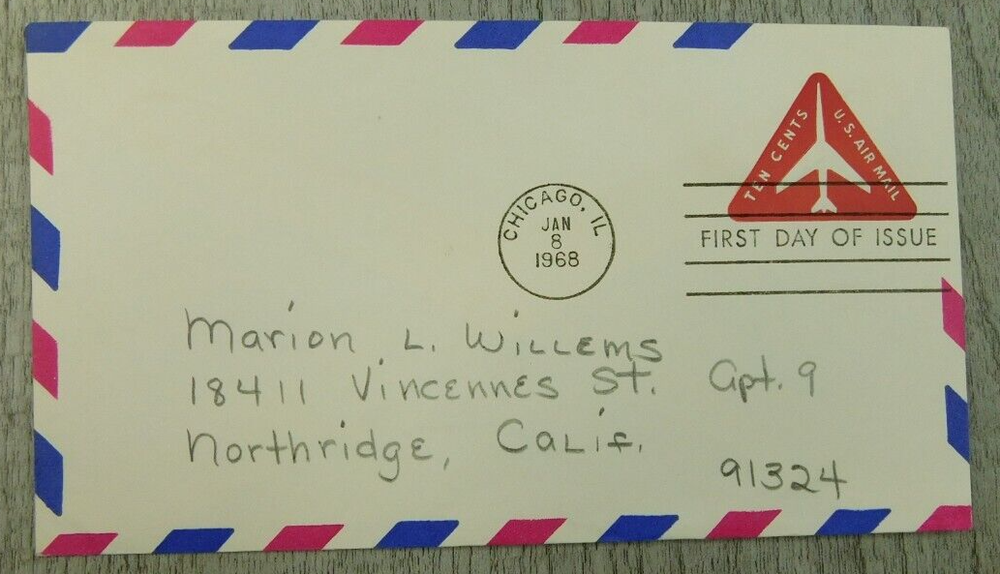 TEN CENTS
U.S. AIR MAIL
CHICAGO, IL
JAN
8
1968
FIRST DAY OF ISSUE
Marion L. Willems
18411 Vincennes St. Apt. 9
Northridge, Calif.
91324